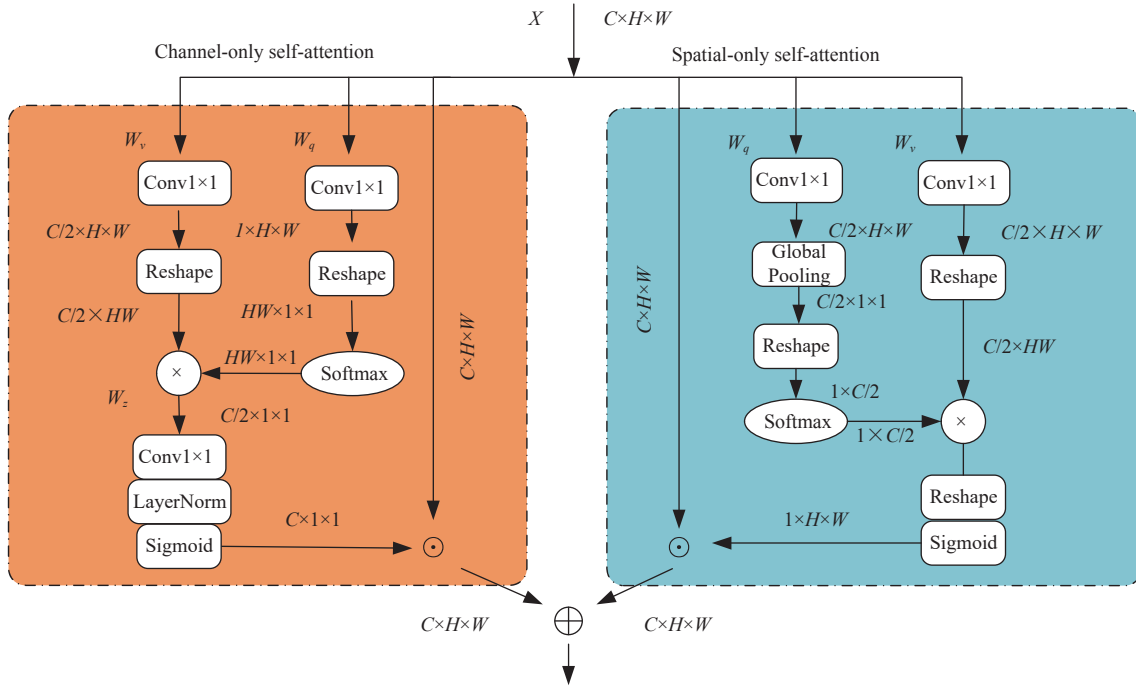 X C×H×W
Channel-only self-attention
Spatial-only self-attention
W_v
W_q
Conv1×1
Conv1×1
C/2×H×W
1×H×W
Reshape
Reshape
C/2×HW
HW×1×1
×
HW×1×1
Softmax
W_z
C/2×1×1
Conv1×1
LayerNorm
Sigmoid
C×1×1
C×H×W
C×H×W
W_q
W_v
Conv1×1
Conv1×1
C/2×H×W
C/2×H×W
Global
Pooling
Reshape
C/2×1×1
Reshape
C/2×HW
1×C/2
Softmax
1×C/2
×
Reshape
1×H×W
Sigmoid
C×H×W
C×H×W